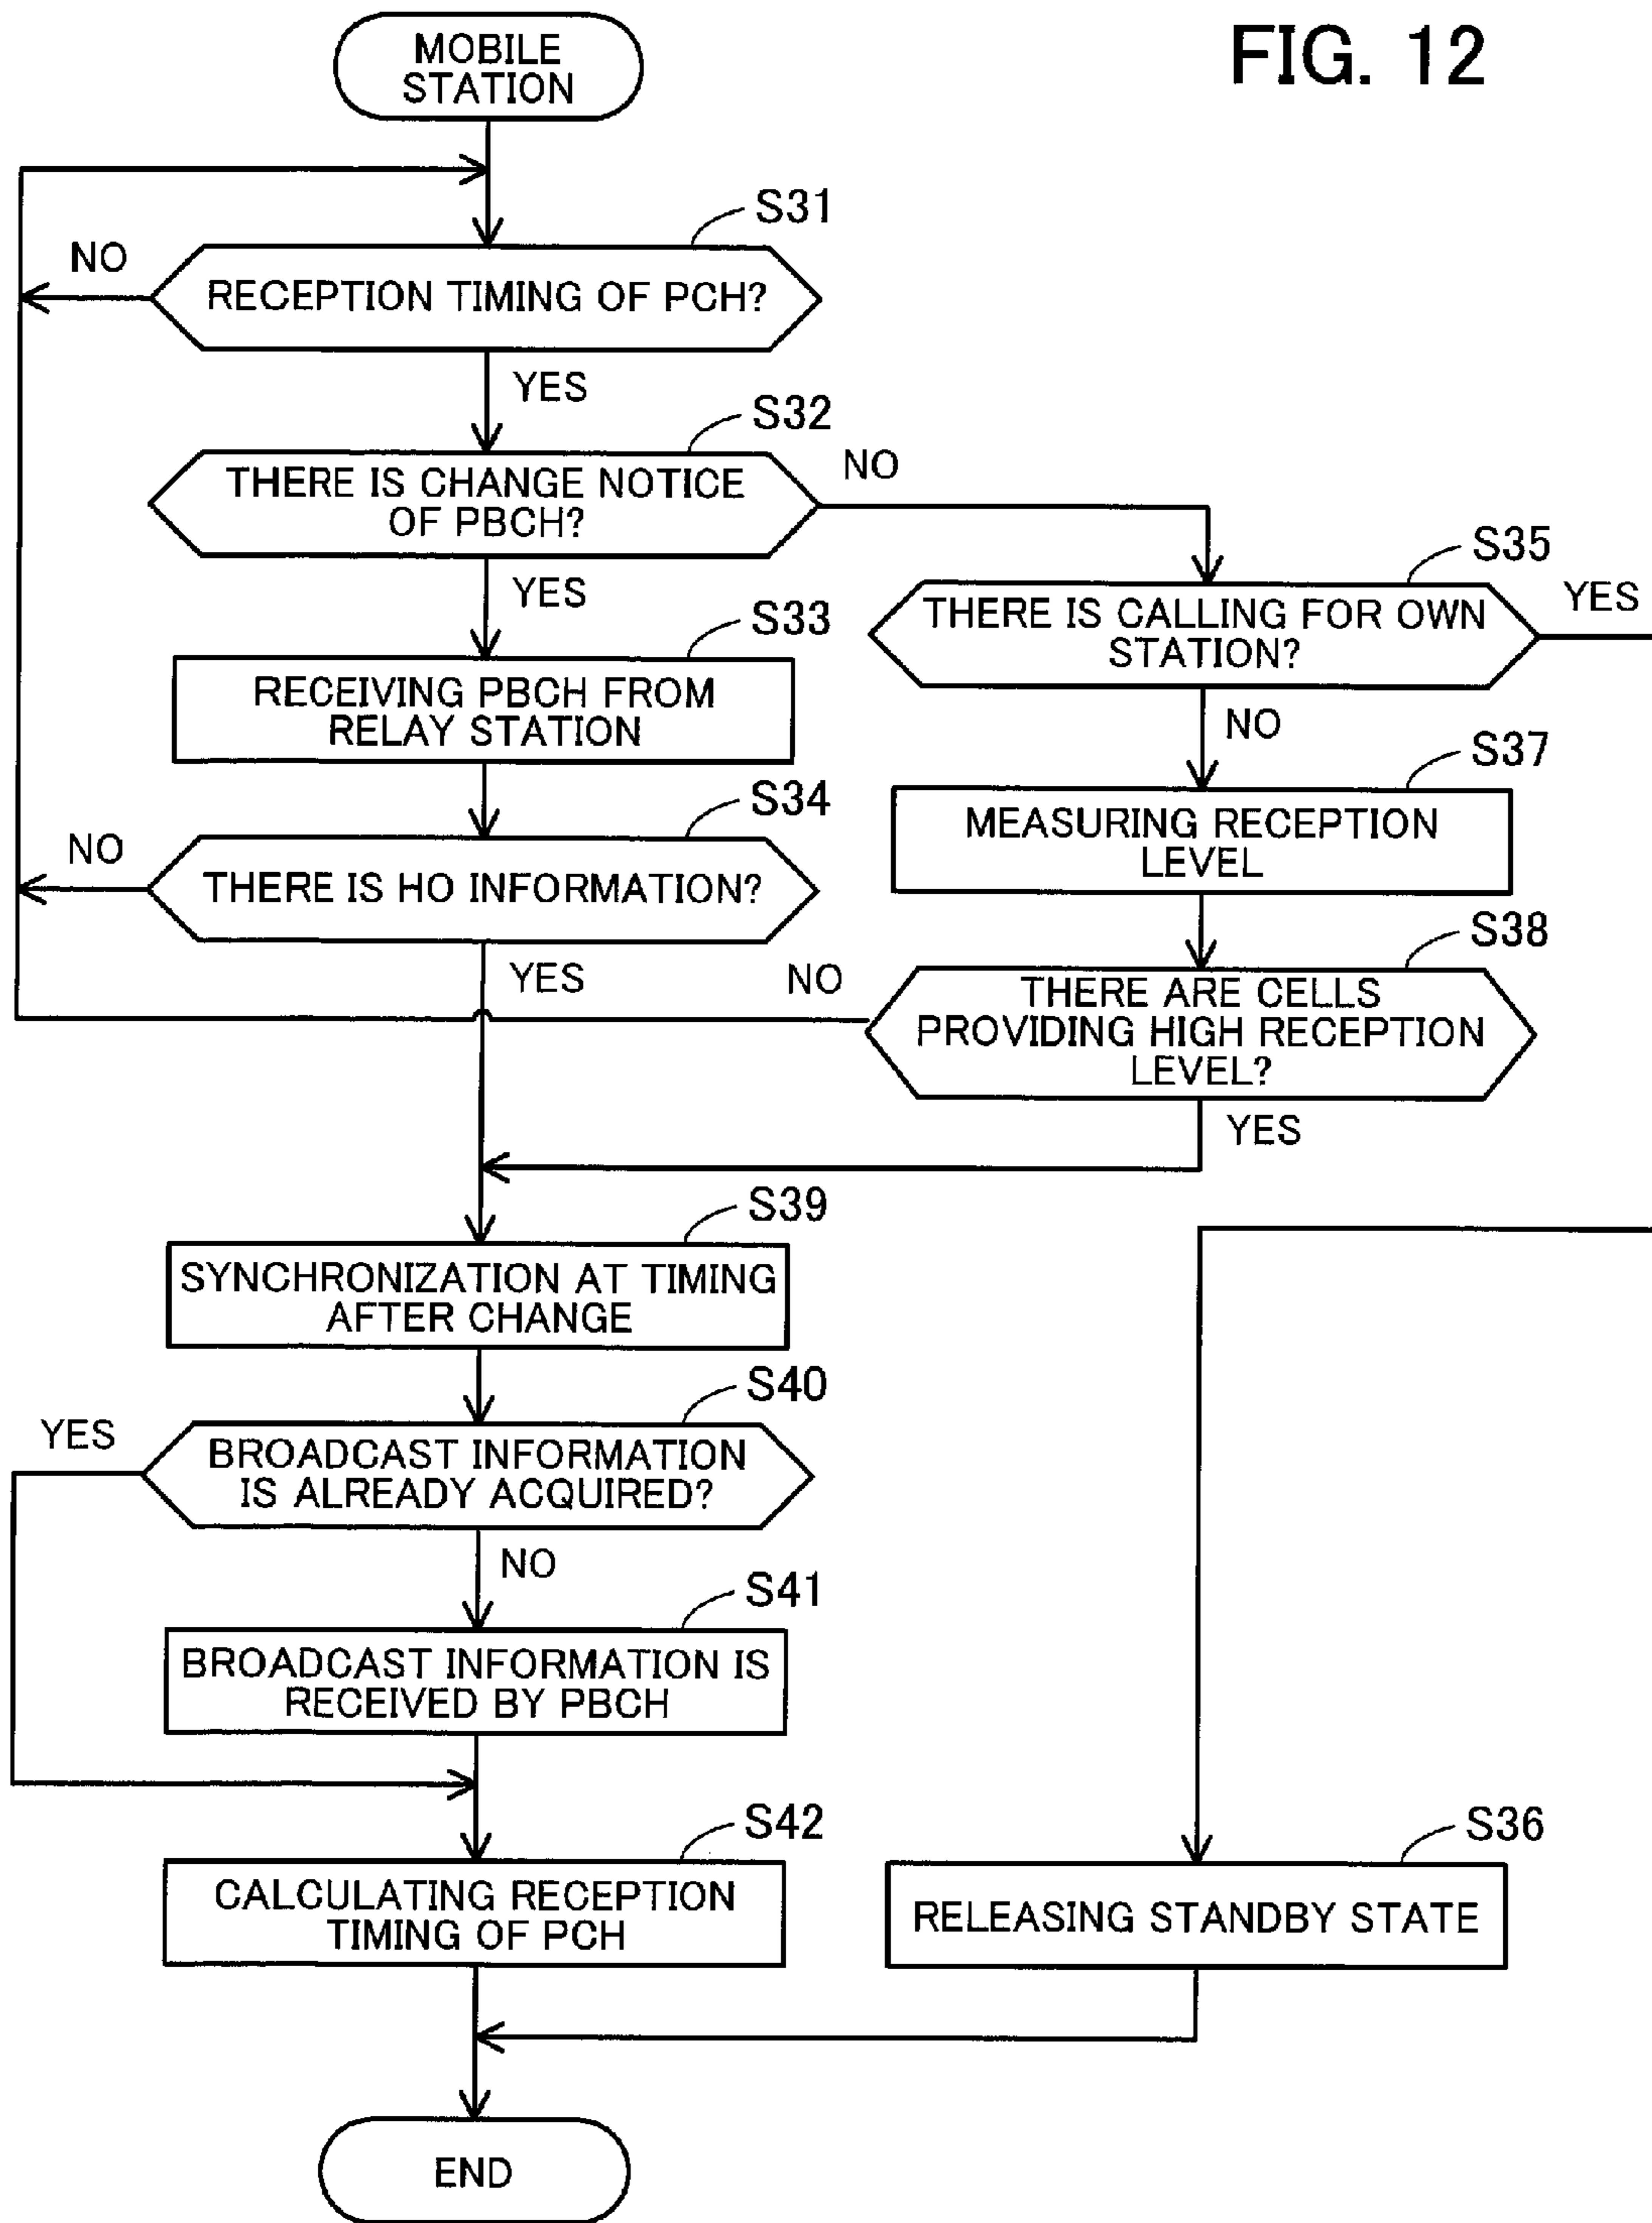 FIG. 12
MOBILE
STATION
S31
NO
RECEPTION TIMING OF PCH?
YES
S32
THERE IS CHANGE NOTICE
OF PBCH?
NO
YES
S35
THERE IS CALLING FOR OWN
STATION?
YES
NO
S33
RECEIVING PBCH FROM
RELAY STATION
S37
MEASURING RECEPTION
LEVEL
S34
NO
THERE IS HO INFORMATION?
YES
S38
NO
THERE ARE CELLS
PROVIDING HIGH RECEPTION
LEVEL?
YES
S39
SYNCHRONIZATION AT TIMING
AFTER CHANGE
S40
YES
BROADCAST INFORMATION
IS ALREADY ACQUIRED?
NO
S41
BROADCAST INFORMATION IS
RECEIVED BY PBCH
S42
CALCULATING RECEPTION
TIMING OF PCH
S36
RELEASING STANDBY STATE
END